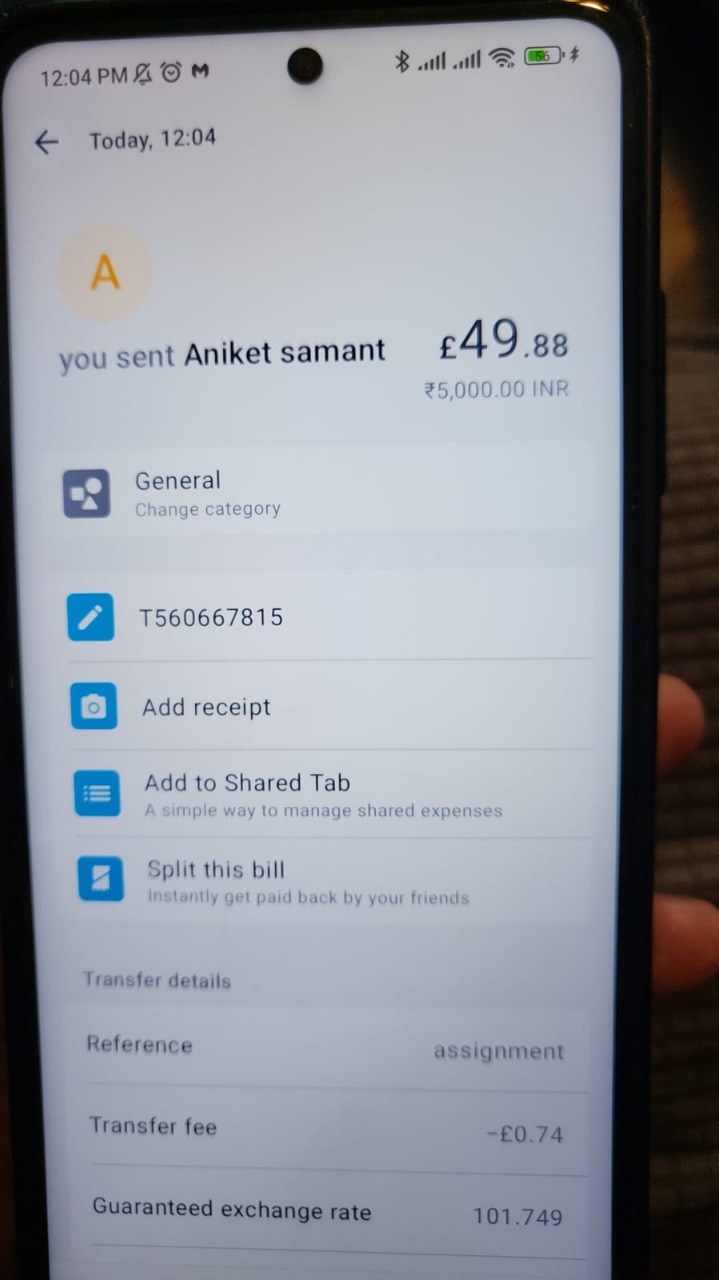 12:04 PM
56
Today, 12:04
A
you sent Aniket samant £49.88
₹5,000.00 INR
General
Change category
T560667815
Add receipt
Add to Shared Tab
A simple way to manage shared expenses
Split this bill
Instantly get paid back by your friends
Transfer details
Reference assignment
Transfer fee -£0.74
Guaranteed exchange rate 101.749